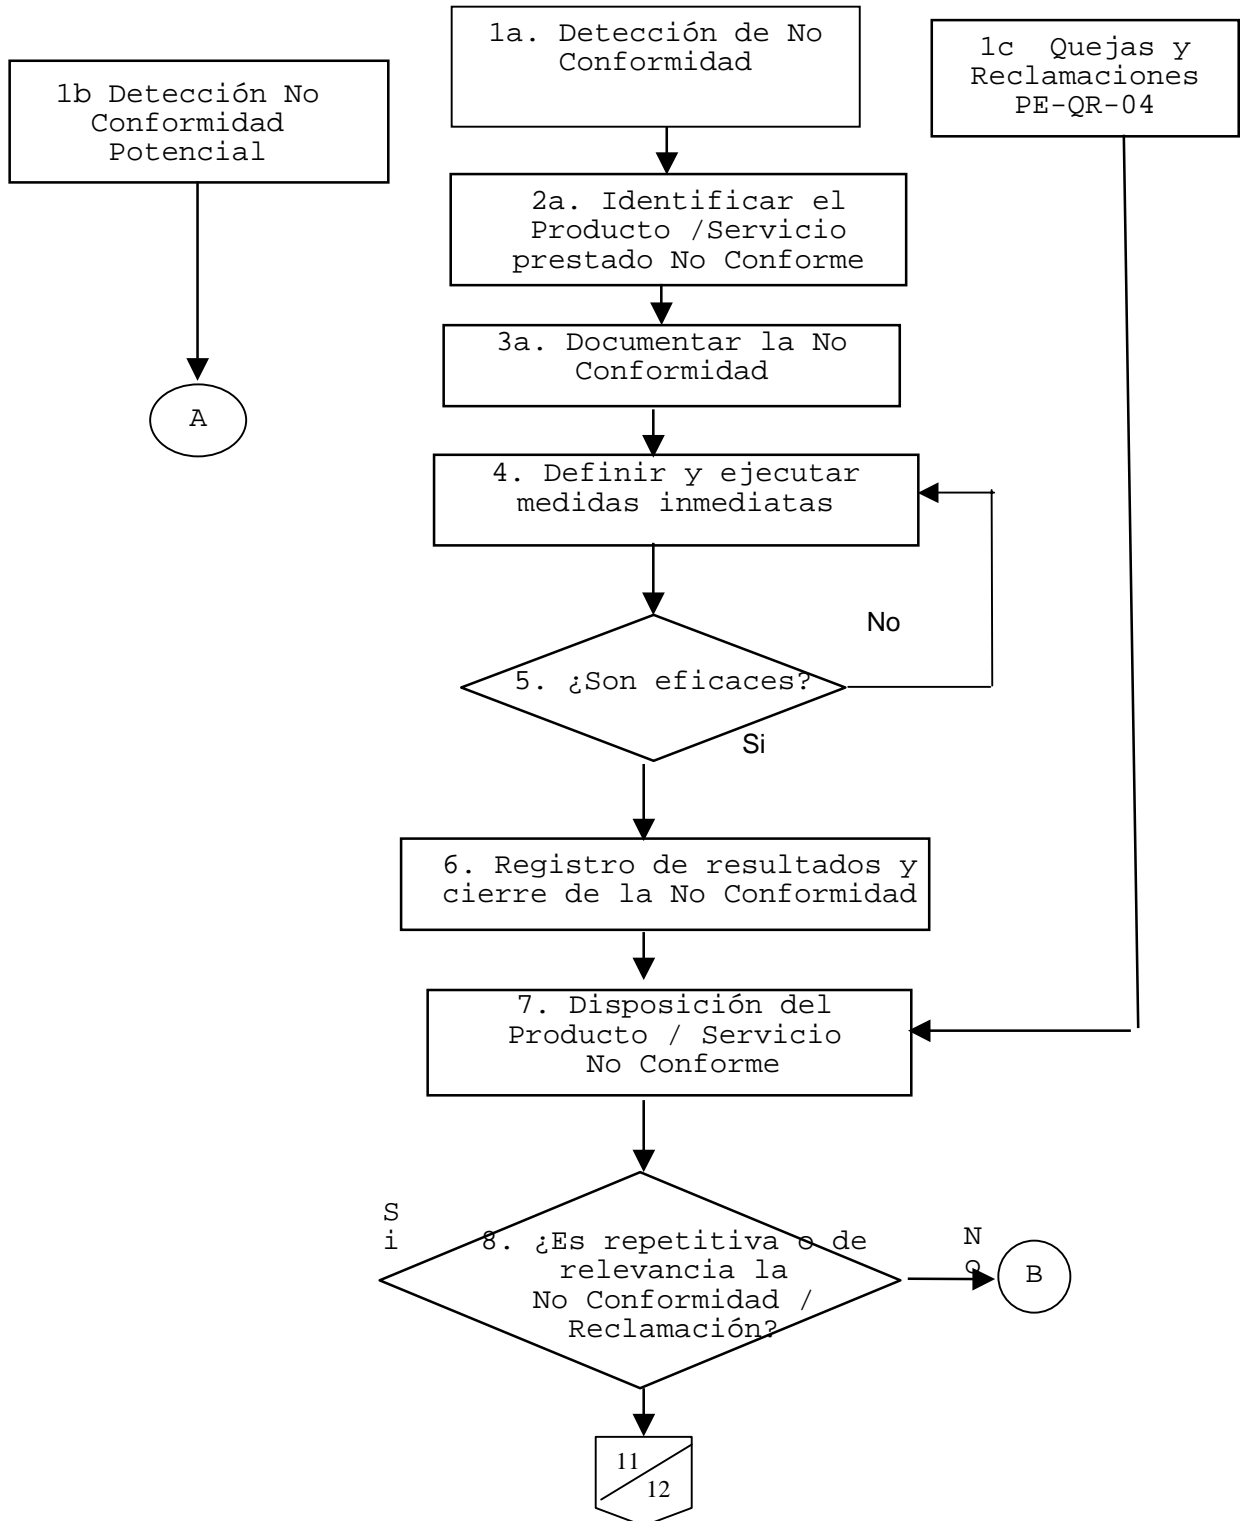 1a. Detección de No
Conformidad
1c Quejas y
Reclamaciones
PE-QR-04
1b Detección No
Conformidad
Potencial
2a. Identificar el
Producto /Servicio
prestado No Conforme
3a. Documentar la No
Conformidad
A
4. Definir y ejecutar
medidas inmediatas
No
5. ¿Son eficaces?
Si
6. Registro de resultados y
cierre de la No Conformidad
7. Disposición del
Producto / Servicio
No Conforme
S
i
8. ¿Es repetitiva o de
relevancia la
No Conformidad /
Reclamación?
N
o
B
11
12